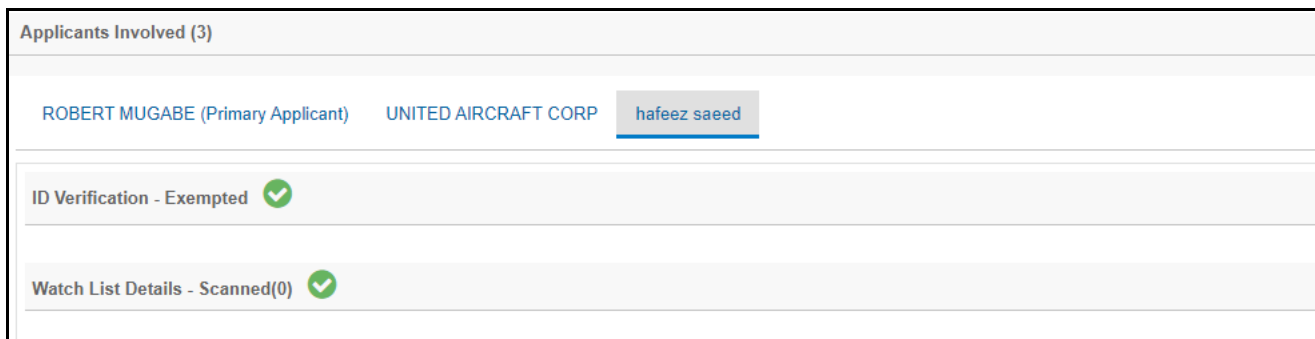 Applicants Involved (3)
ROBERT MUGABE (Primary Applicant) UNITED AIRCRAFT CORP hafeez saeed
ID Verification - Exempted
Watch List Details - Scanned(0)